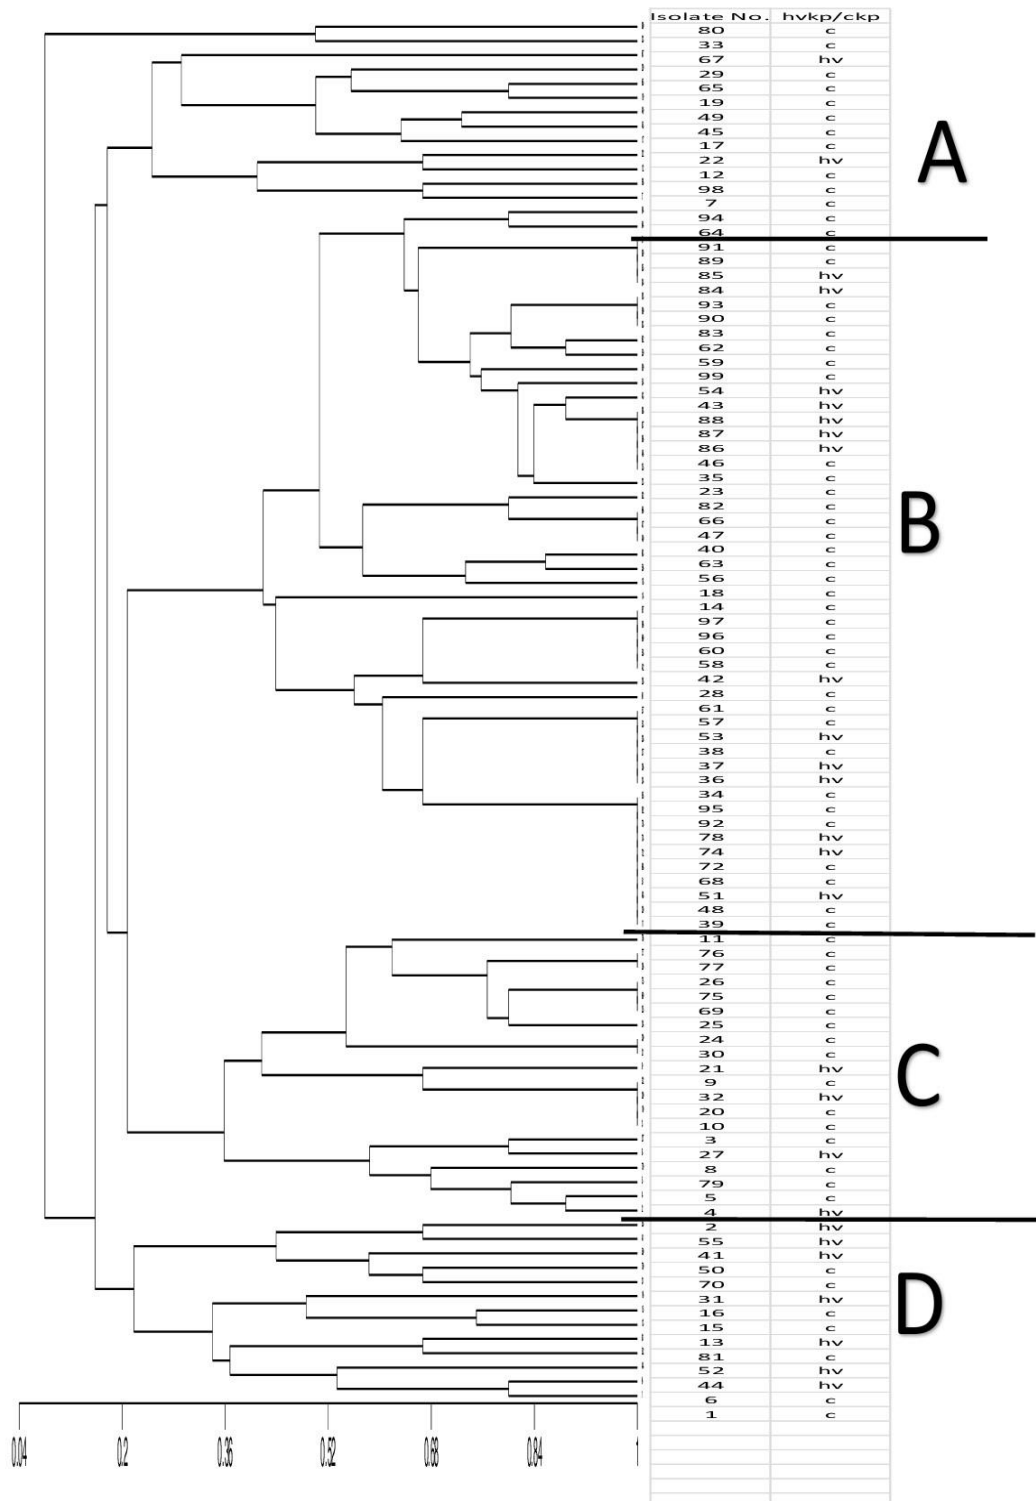 Isolate No. hvkp/ckp
80 c
33 c
67 hv
29 c
65 c
19 c
49 c
45 c
17 c
22 hv
12 c
98 c
7 c
94 c
64 c
A
91 c
89 c
85 hv
84 hv
93 c
90 c
83 c
62 c
59 c
99 c
54 hv
43 hv
88 hv
87 hv
86 hv
46 c
35 c
23 c
82 c
66 c
47 c
40 c
63 c
56 c
18 c
14 c
97 c
96 c
60 c
58 c
42 hv
28 c
61 c
57 c
53 hv
38 c
37 hv
36 hv
34 c
95 c
92 c
78 hv
74 hv
72 c
68 c
51 hv
48 c
39 c
B
11 c
76 c
77 c
26 c
75 c
69 c
25 c
24 c
30 c
21 hv
9 c
32 hv
20 c
10 c
3 c
27 hv
8 c
79 c
5 c
4 hv
C
2 hv
55 hv
41 hv
50 c
70 c
31 hv
16 c
15 c
13 hv
81 c
52 hv
44 hv
6 c
1 c
D
0.04 0.2 0.36 0.52 0.68 0.84 1